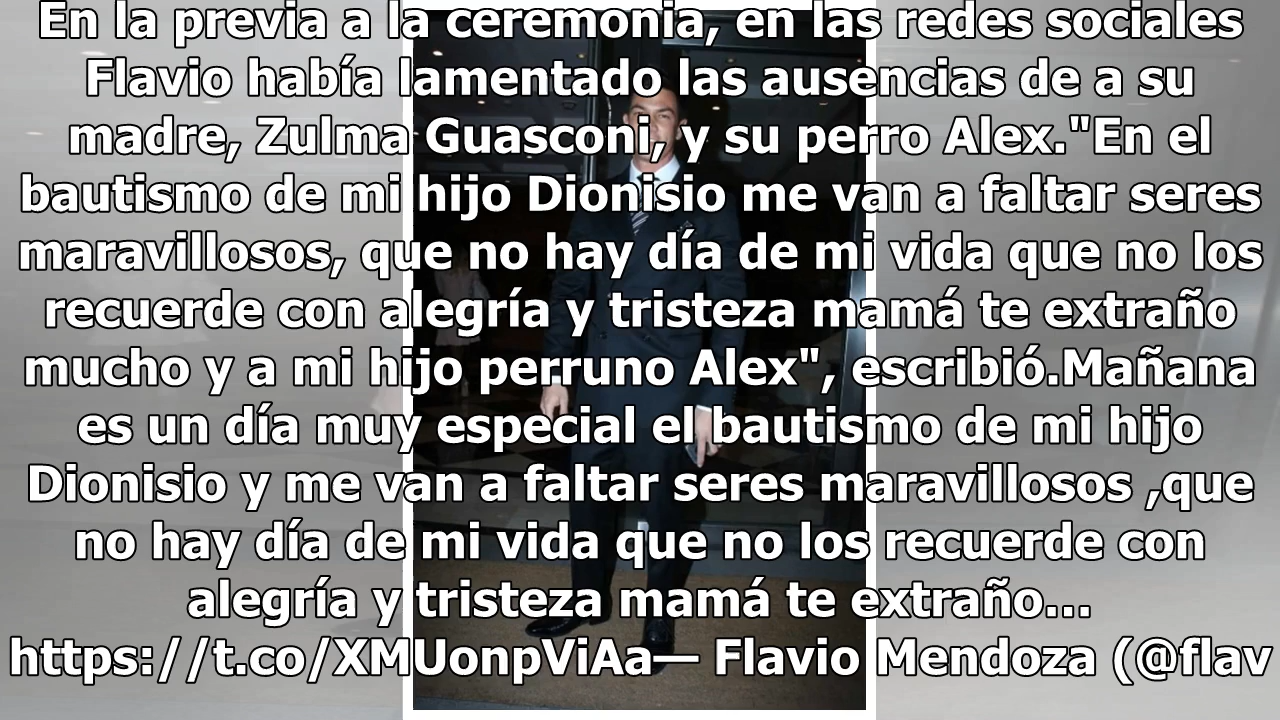 En la previa a la ceremonia, en las redes sociales
Flavio había lamentado las ausencias de a su
madre, Zulma Guasconi, y su perro Alex."En el
bautismo de mi hijo Dionisio me van a faltar seres
maravillosos, que no hay día de mi vida que no los
recuerde con alegría y tristeza mamá te extraño
mucho y a mi hijo perruno Alex", escribió.Mañana
es un día muy especial el bautismo de mi hijo
Dionisio y me van a faltar seres maravillosos ,que
no hay día de mi vida que no los recuerde con
alegría y tristeza mamá te extraño...
https://t.co/XMUonpViAa— Flavio Mendoza (@flav